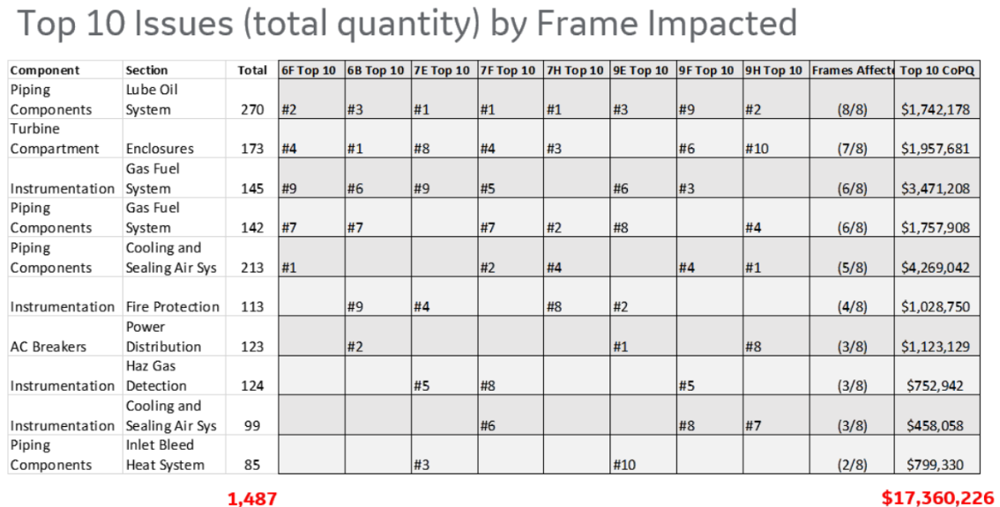 Top 10 Issues (total quantity) by Frame Impacted
Component Section Total 6F Top 10 6B Top 10 7E Top 10 7F Top 10 7H Top 10 9E Top 10 9F Top 10 9H Top 10 Frames Affecte Top 10 CoPQ
Piping Lube Oil
Components System 270 #2 #3 #1 #1 #1 #3 #9 #2 (8/8) $1,742,178
Turbine
Compartment Enclosures 173 #4 #1 #8 #4 #3 #6 #10 (7/8) $1,957,681
Gas Fuel
Instrumentation System 145 #9 #6 #9 #5 #6 #3 (6/8) $3,471,208
Piping Gas Fuel
Components System 142 #7 #7 #7 #2 #8 #4 (6/8) $1,757,908
Piping Cooling and
Components Sealing Air Sys 213 #1 #2 #4 #4 #1 (5/8) $4,269,042
Instrumentation Fire Protection 113 #9 #4 #8 #2 (4/8) $1,028,750
Power
AC Breakers Distribution 123 #2 #1 #8 (3/8) $1,123,129
Haz Gas
Instrumentation Detection 124 #5 #8 #5 (3/8) $752,942
Cooling and
Instrumentation Sealing Air Sys 99 #6 #8 #7 (3/8) $458,058
Piping Inlet Bleed
Components Heat System 85 #3 #10 (2/8) $799,330
1,487 $17,360,226